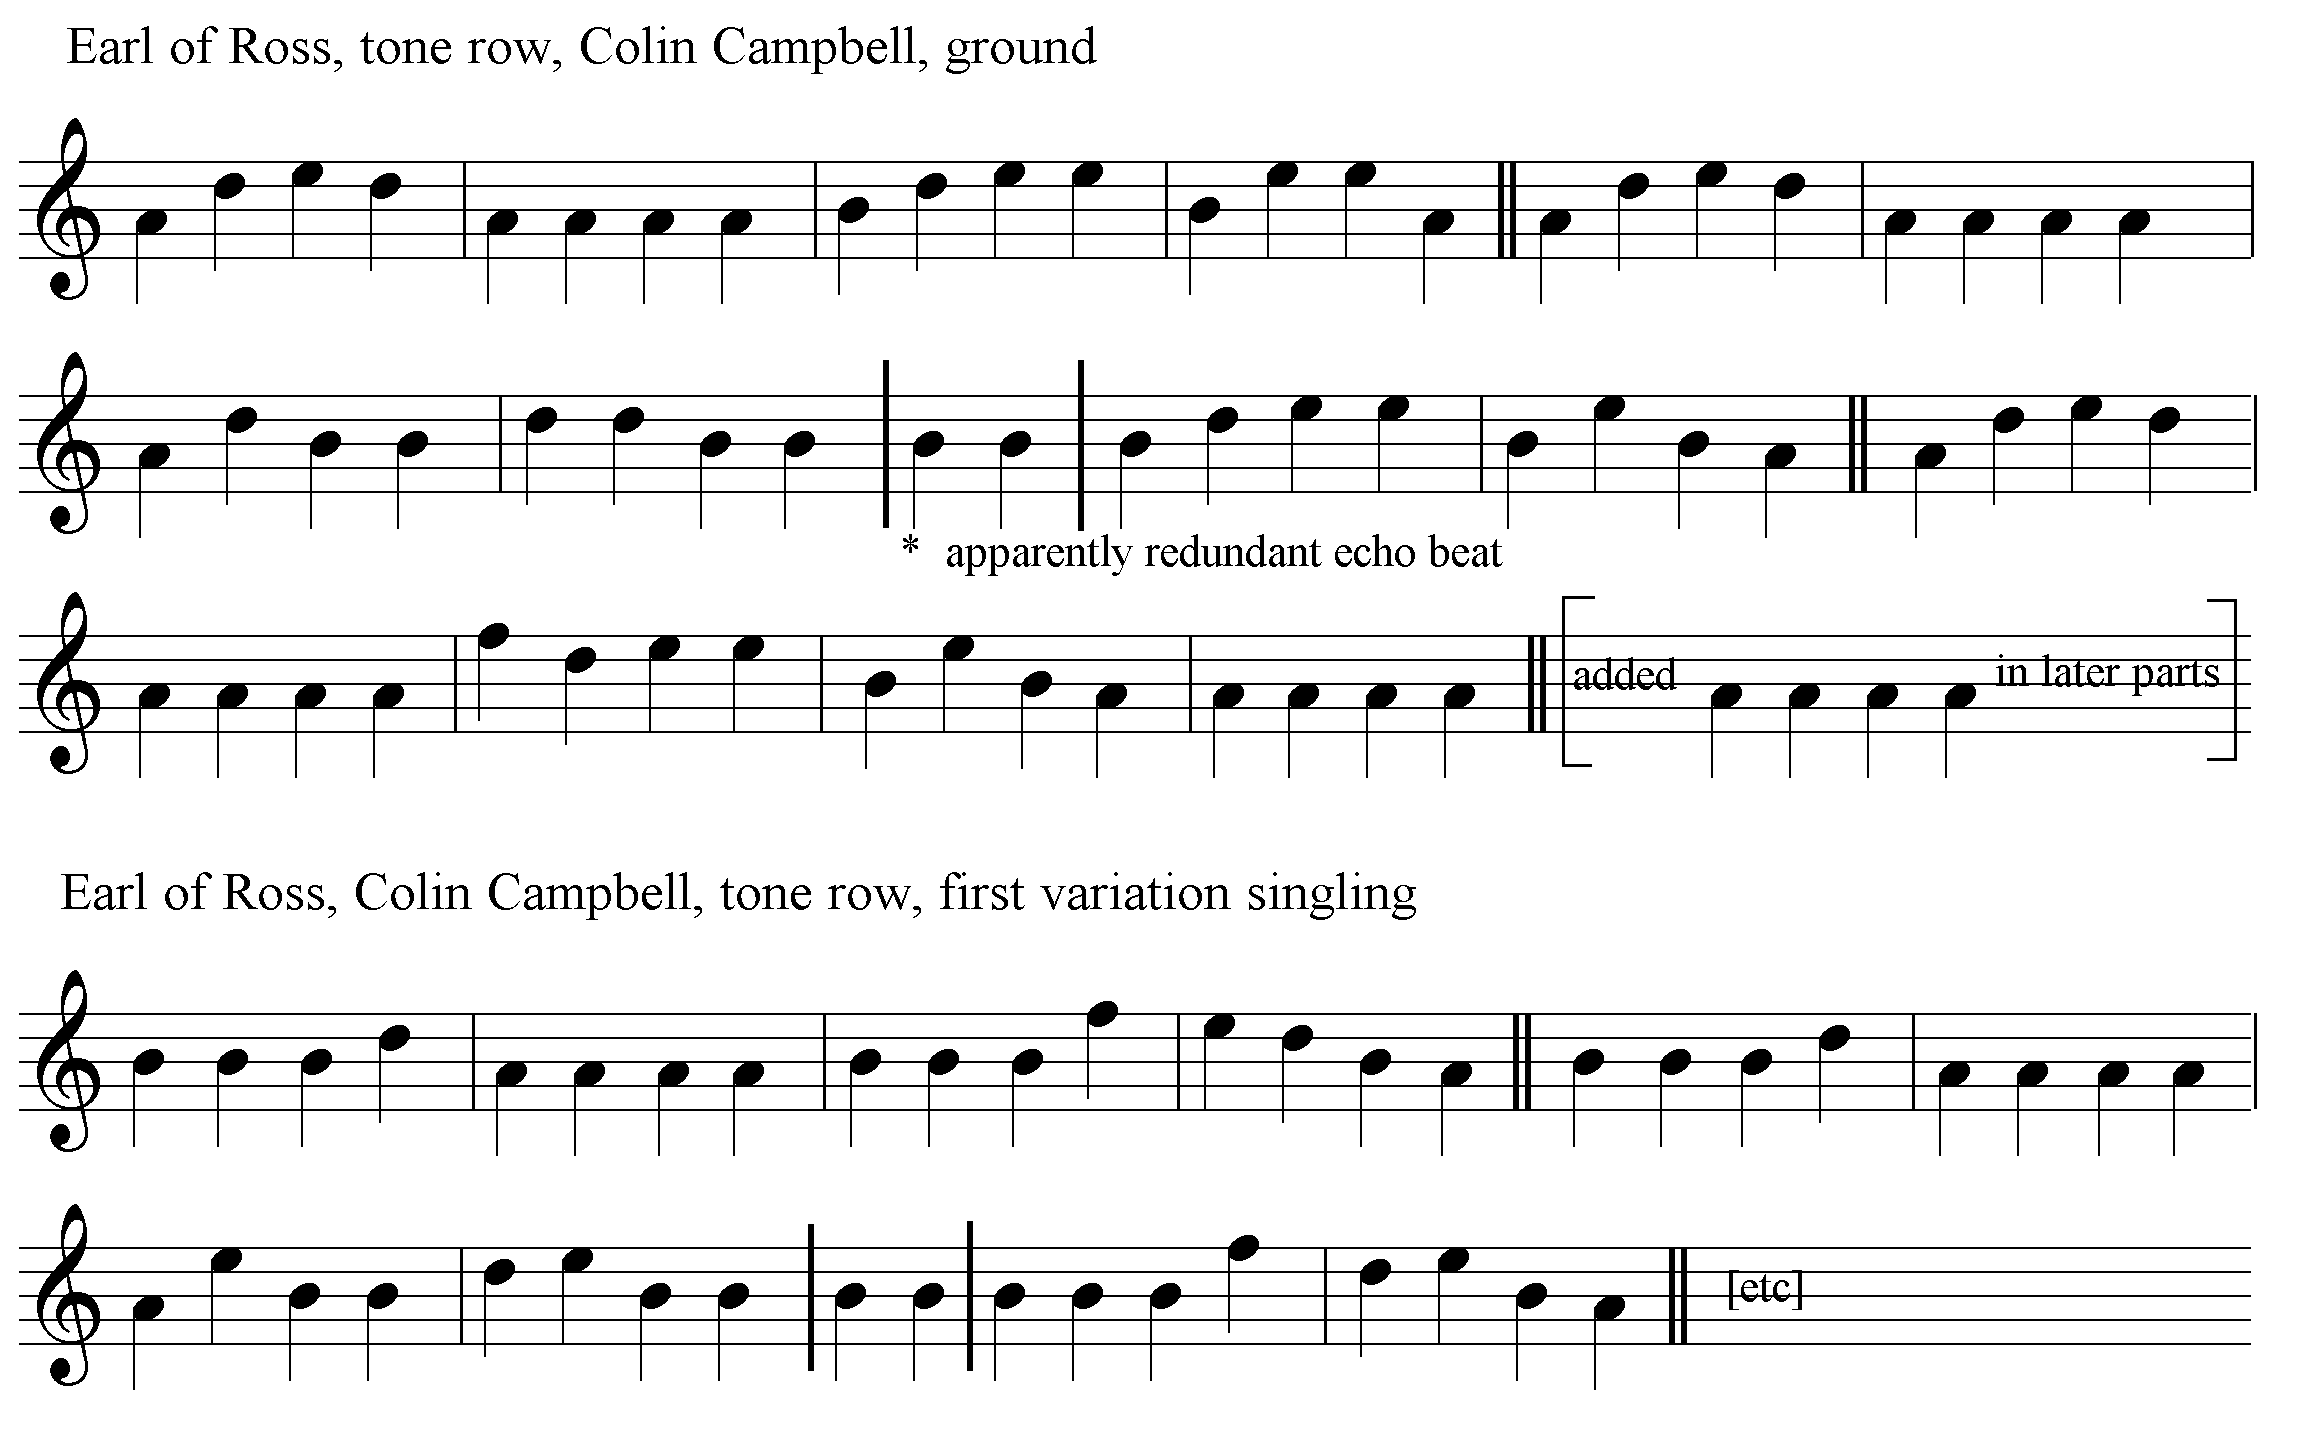 Earl of Ross, tone row, Colin Campbell, ground
* apparently redundant echo beat
[added in later parts]
Earl of Ross, Colin Campbell, tone row, first variation singling
[etc]